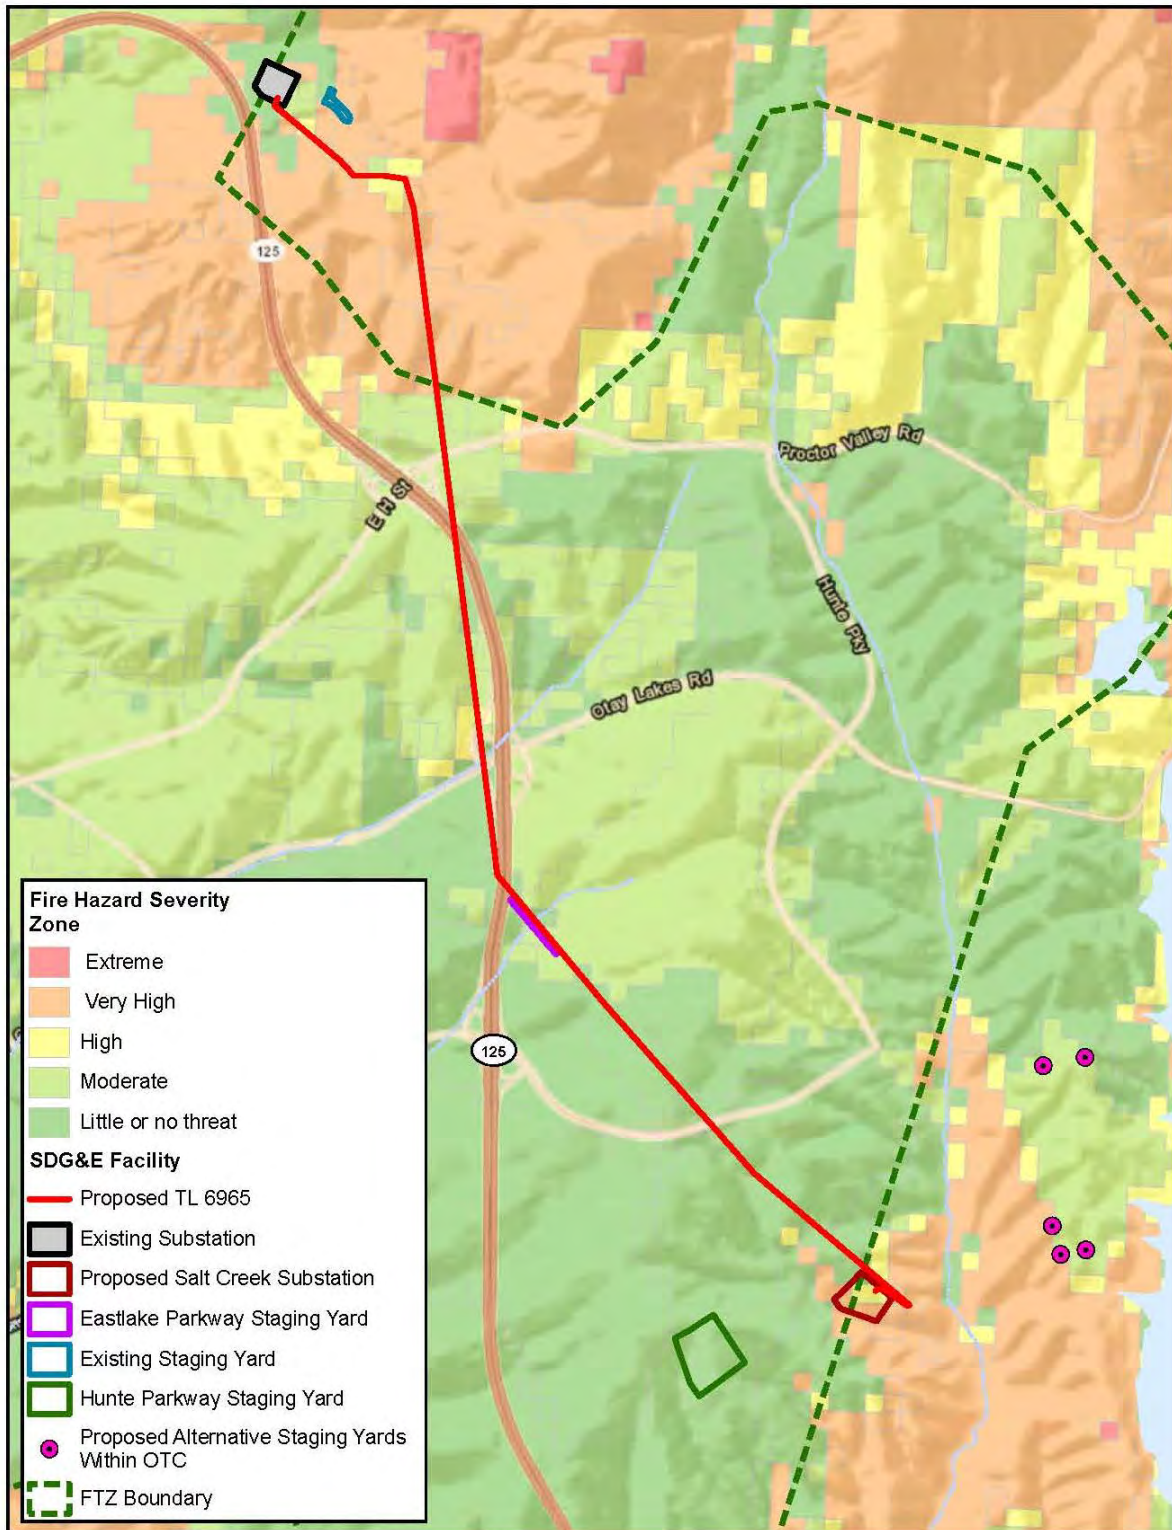 125
E H St
Proctor Valley Rd
Hunte Pky
Otay Lakes Rd
125
Fire Hazard Severity
Zone
Extreme
Very High
High
Moderate
Little or no threat
SDG&E Facility
Proposed TL 6965
Existing Substation
Proposed Salt Creek Substation
Eastlake Parkway Staging Yard
Existing Staging Yard
Hunte Parkway Staging Yard
Proposed Alternative Staging Yards
Within OTC
FTZ Boundary